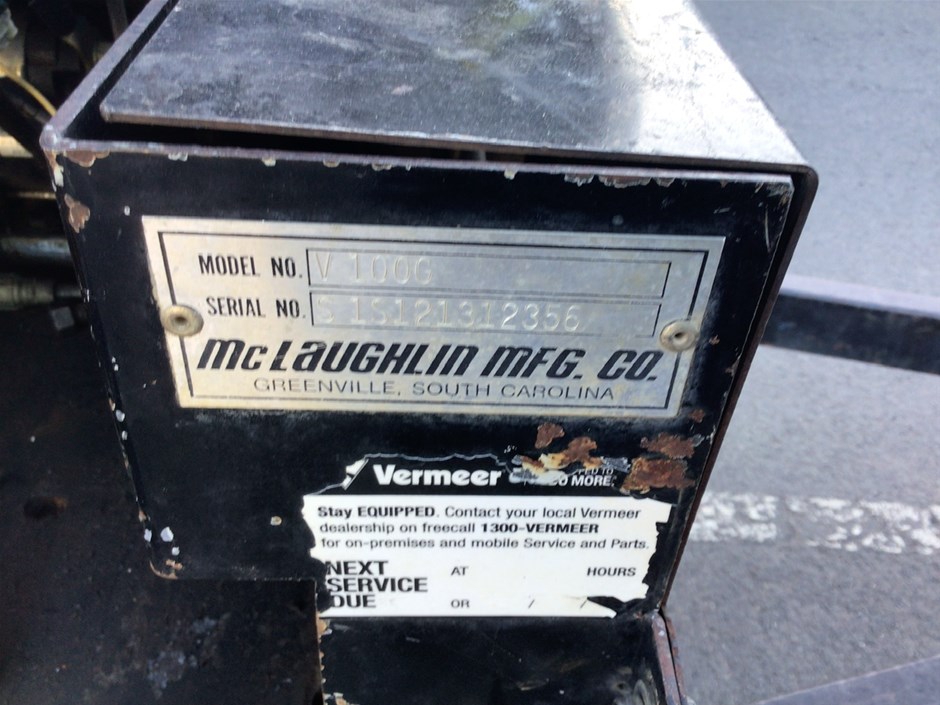 MODEL NO. V 100G
SERIAL NO. S 1S121312356
McLAUGHLIN MFG. CO.
GREENVILLE, SOUTH CAROLINA
Vermeer
DO MORE.
Stay EQUIPPED. Contact your local Vermeer
dealership on freecall 1300-VERMEER
for on-premises and mobile Service and Parts.
NEXT AT HOURS
SERVICE
DUE OR / /